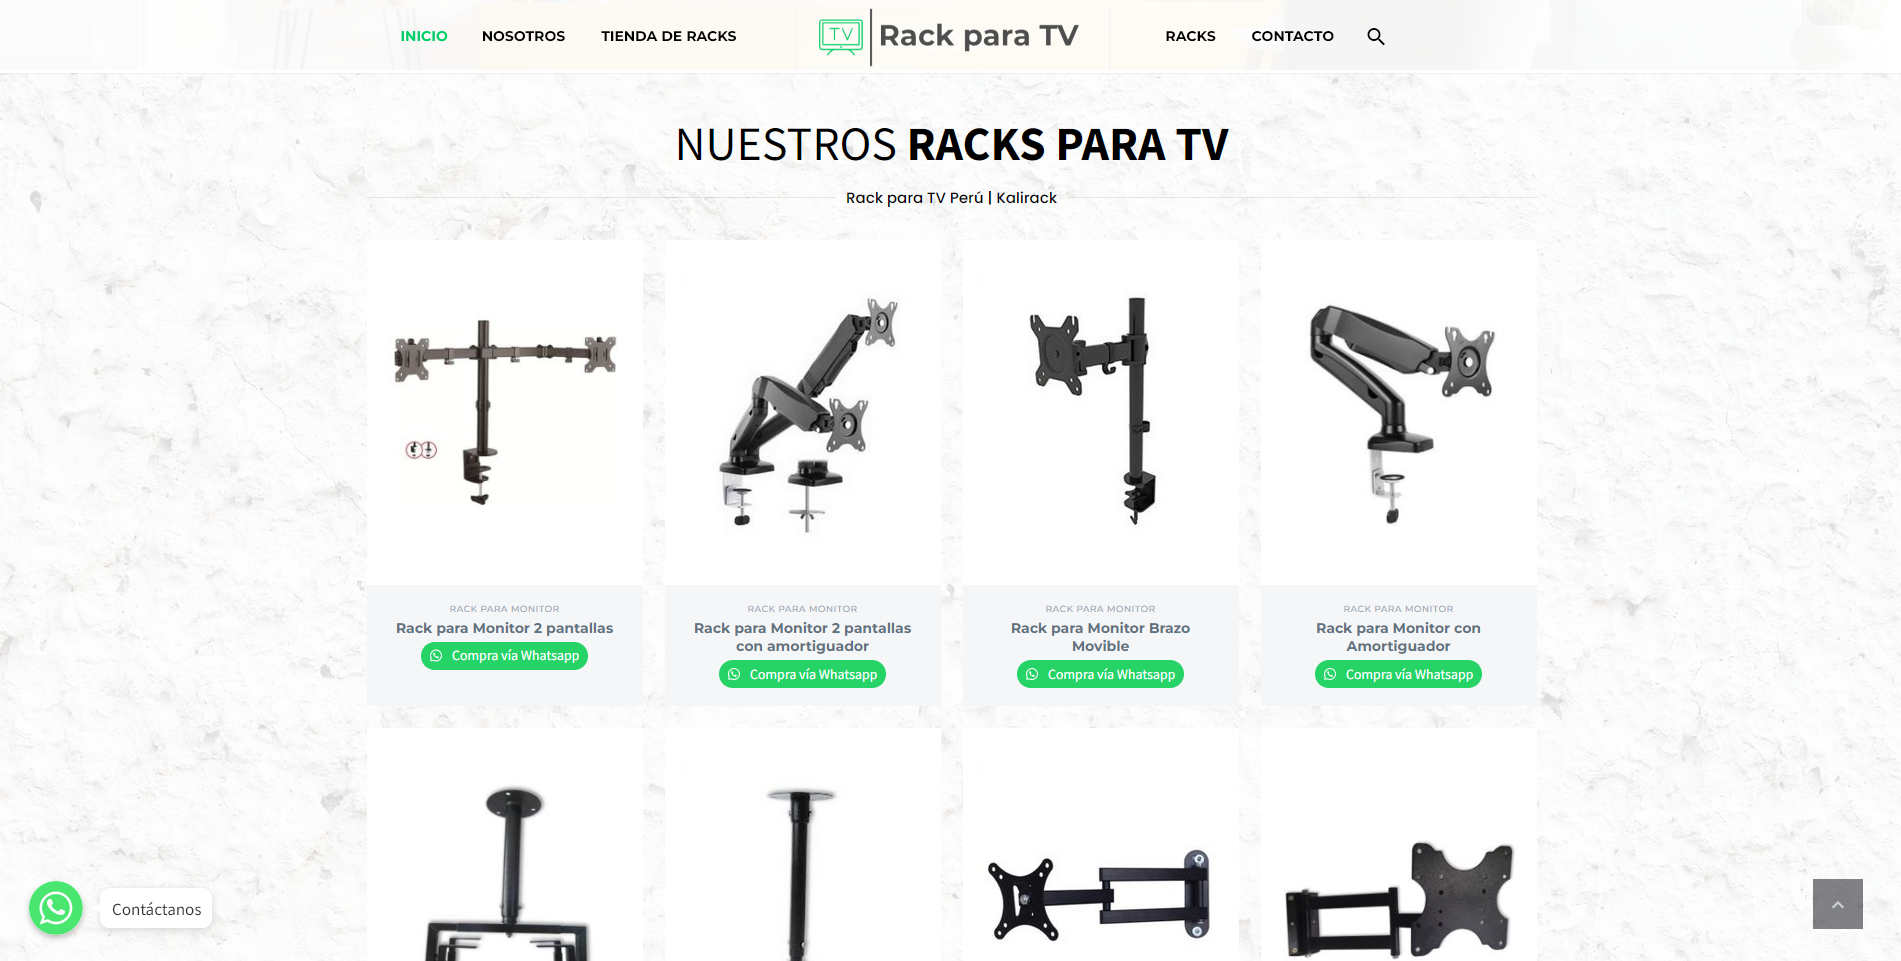 INICIO
NOSOTROS
TIENDA DE RACKS
TV
Rack para TV
RACKS
CONTACTO
NUESTROS RACKS PARA TV
Rack para TV Perú | Kalirack
RACK PARA MONITOR
Rack para Monitor 2 pantallas
Compra vía Whatsapp
RACK PARA MONITOR
Rack para Monitor 2 pantallas
con amortiguador
Compra vía Whatsapp
RACK PARA MONITOR
Rack para Monitor Brazo
Movible
Compra vía Whatsapp
RACK PARA MONITOR
Rack para Monitor con
Amortiguador
Compra vía Whatsapp
Contáctanos